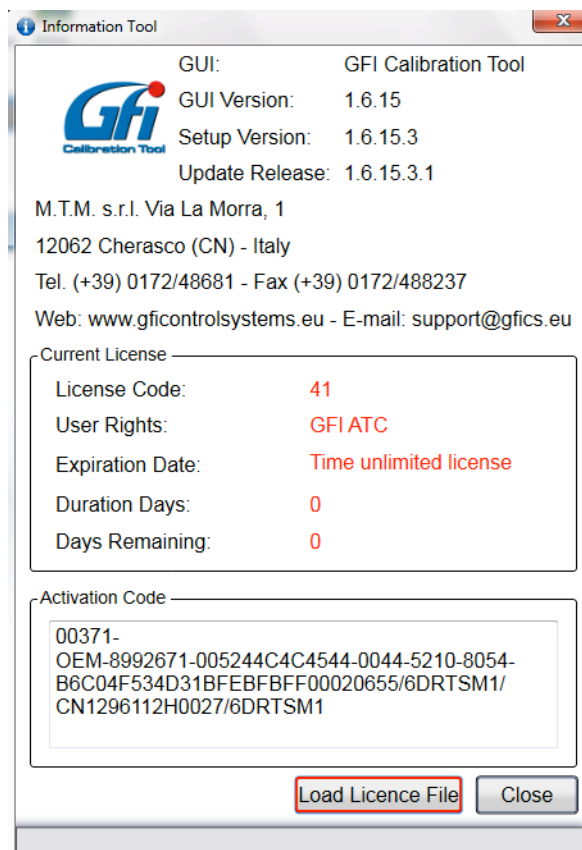 Information Tool
Gfi
Calibration Tool
GUI: GFI Calibration Tool
GUI Version: 1.6.15
Setup Version: 1.6.15.3
Update Release: 1.6.15.3.1
M.T.M. s.r.l. Via La Morra, 1
12062 Cherasco (CN) - Italy
Tel. (+39) 0172/48681 - Fax (+39) 0172/488237
Web: www.gficontrolsystems.eu - E-mail: support@gfics.eu
Current License
License Code: 41
User Rights: GFI ATC
Expiration Date: Time unlimited license
Duration Days: 0
Days Remaining: 0
Activation Code
00371-
OEM-8992671-005244C4C4544-0044-5210-8054-
B6C04F534D31BFEBFBFF00020655/6DRTSM1/
CN1296112H0027/6DRTSM1
Load Licence File Close